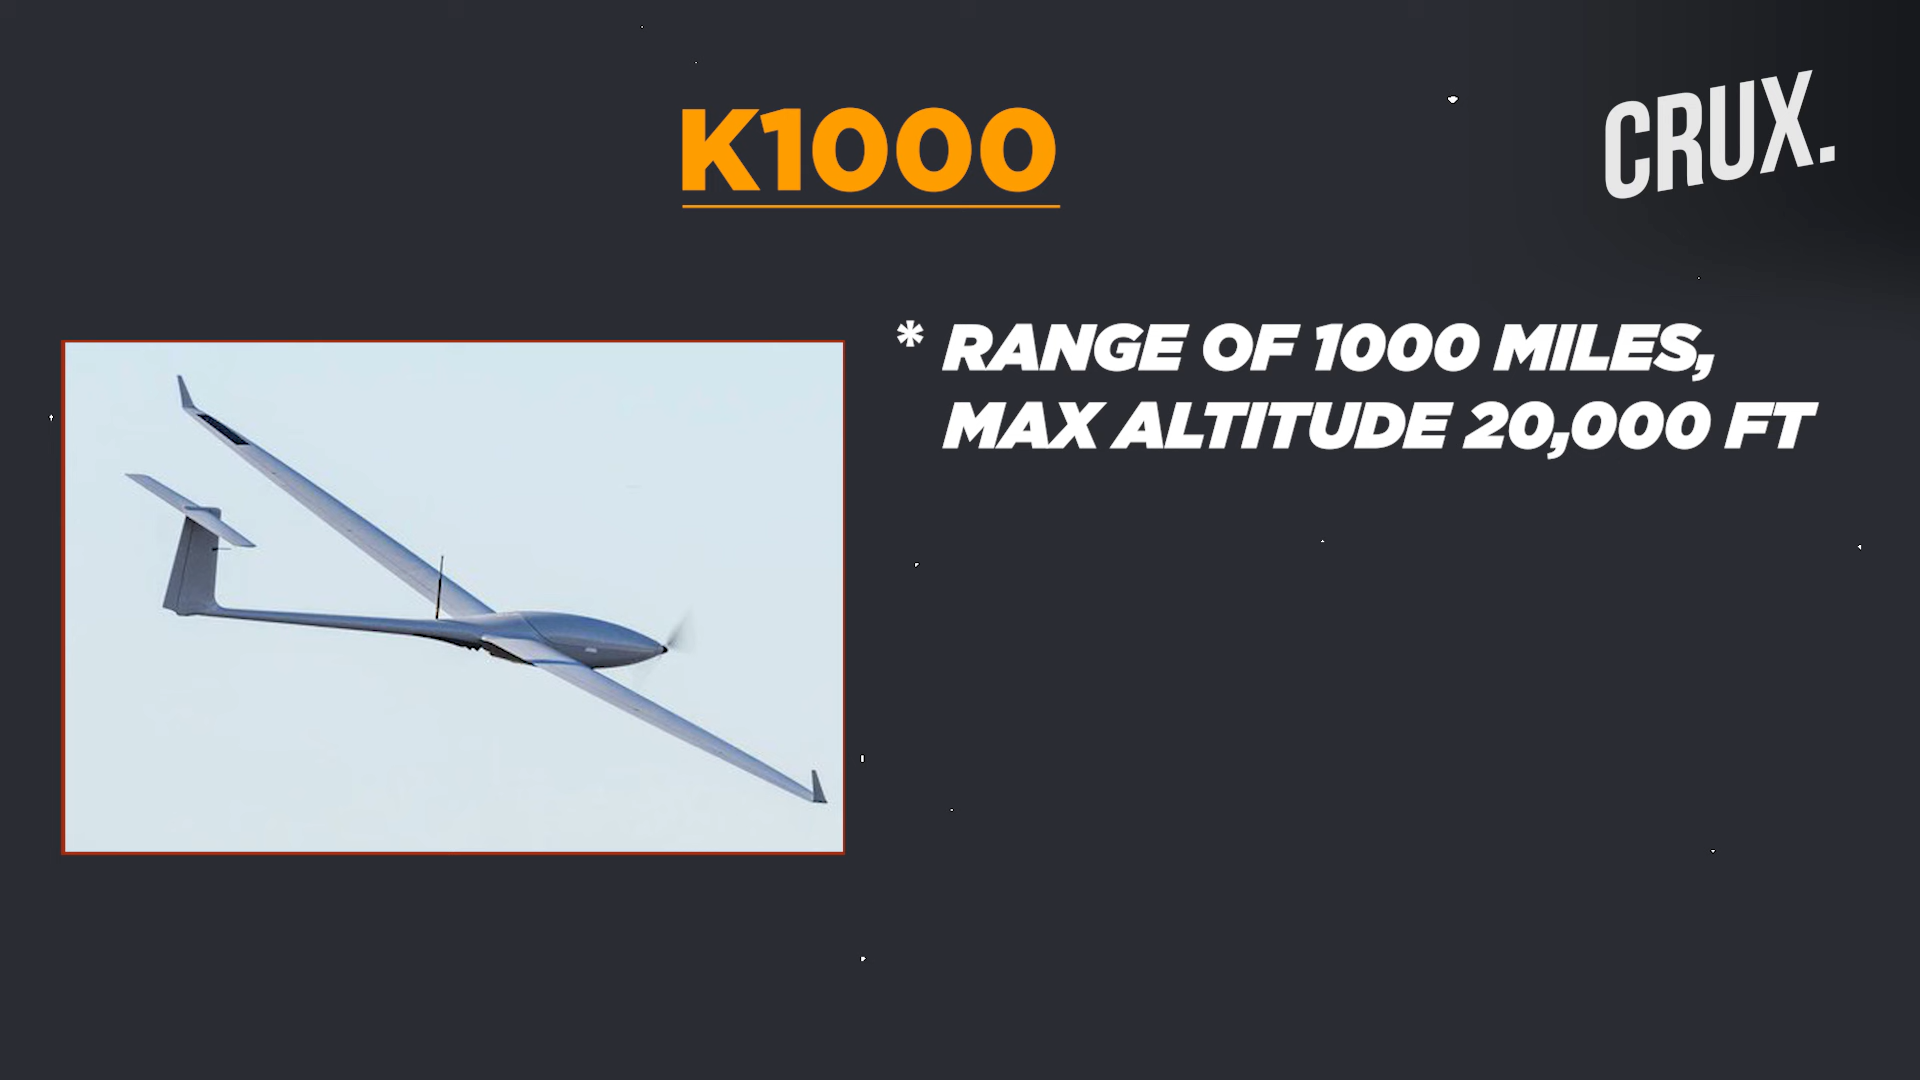 K1000
CRUX.
* RANGE OF 1000 MILES,
MAX ALTITUDE 20,000 FT